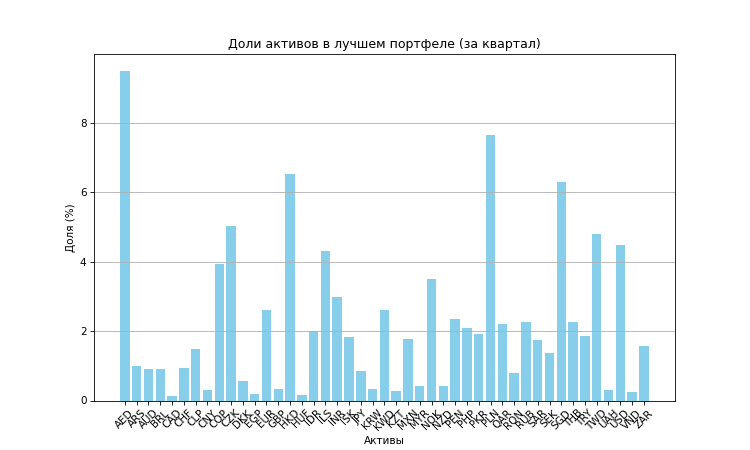 Доли активов в лучшем портфеле (за квартал)
Доля (%)
8
6
4
2
0
AED
ARS
AUD
BRL
CAD
CHF
CLP
CNY
COP
CZK
DKK
EGP
EUR
GBP
HKD
HUF
IDR
ILS
INR
ISK
JPY
KRW
KWD
KZT
MXN
MYR
NOK
NZD
PEN
PHP
PKR
PLN
QAR
RON
RUB
SAR
SEK
SGD
THB
TRY
TWD
UAH
USD
VND
ZAR
Активы